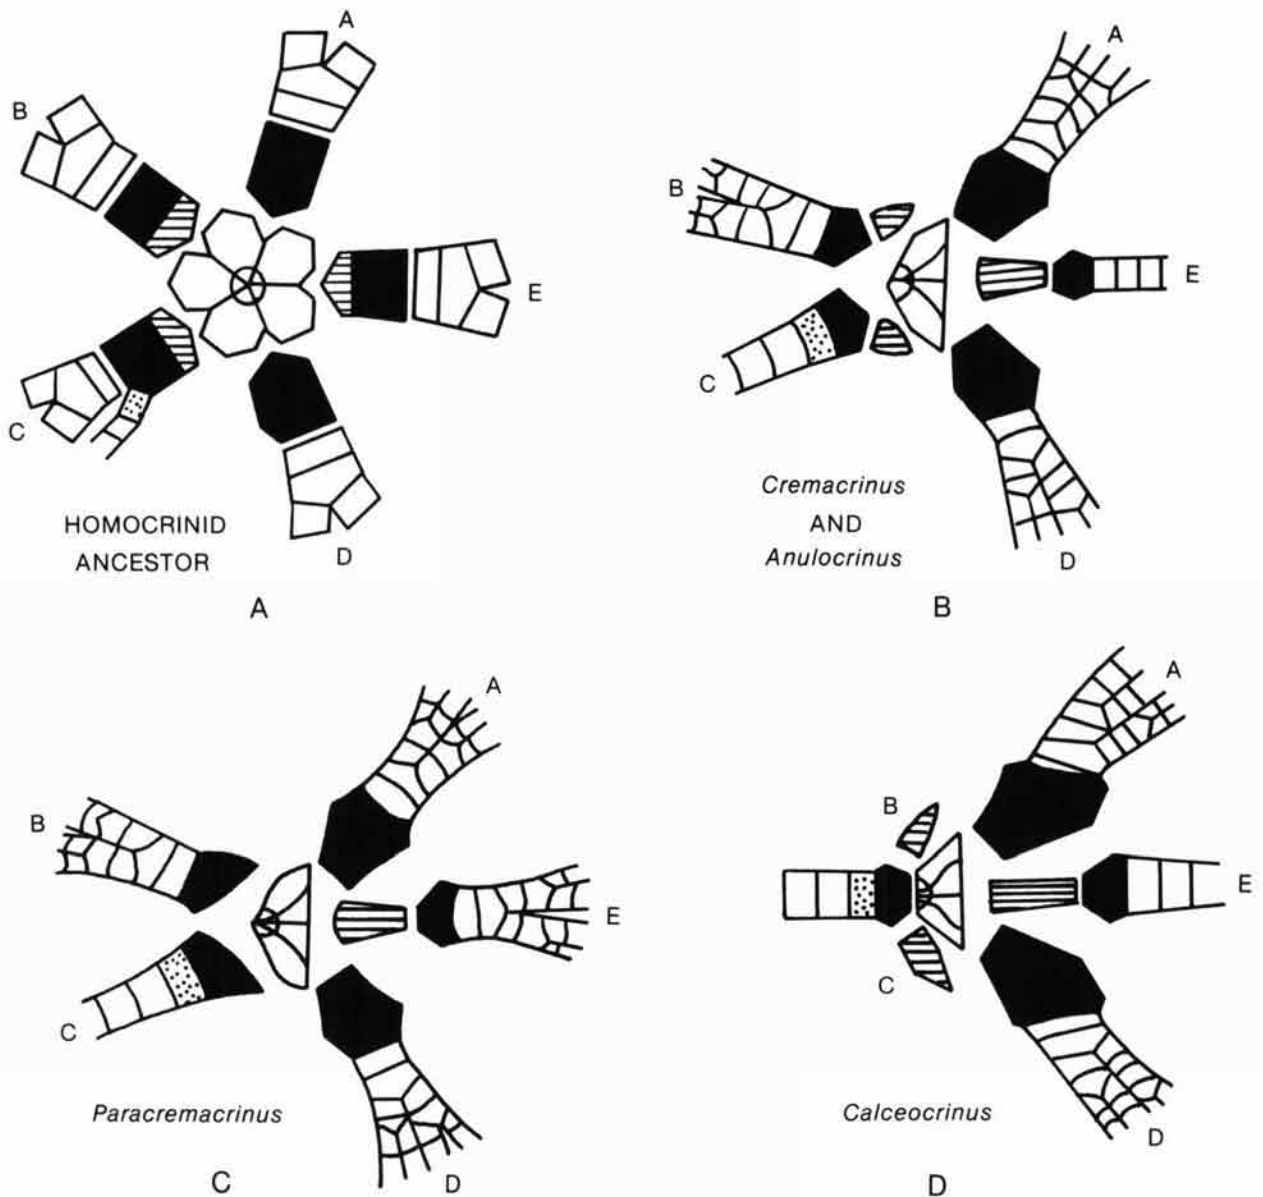 A
B
E
C
D
HOMOCRINID
ANCESTOR
A
A
B
E
C
D
Cremacrinus
AND
Anulocrinus
B
A
B
E
C
D
Paracremacrinus
C
A
B
E
C
D
Calceocrinus
D